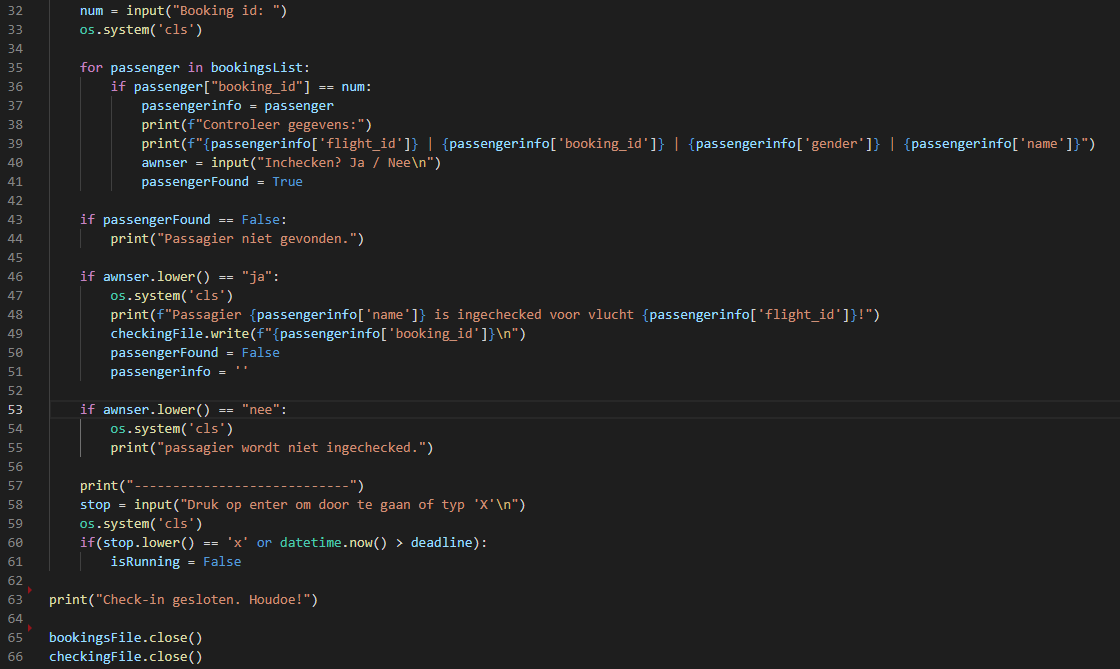 32 num = input("Booking id: ")
33 os.system('cls')
34
35 for passenger in bookingsList:
36 if passenger["booking_id"] == num:
37 passengerinfo = passenger
38 print(f"Controleer gegevens:")
39 print(f"{passengerinfo['flight_id']} | {passengerinfo['booking_id']} | {passengerinfo['gender']} | {passengerinfo['name']}")
40 awnser = input("Inchecken? Ja / Nee\n")
41 passengerFound = True
42
43 if passengerFound == False:
44 print("Passagier niet gevonden.")
45
46 if awnser.lower() == "ja":
47 os.system('cls')
48 print(f"Passagier {passengerinfo['name']} is ingechecked voor vlucht {passengerinfo['flight_id']}!")
49 checkingFile.write(f"{passengerinfo['booking_id']}\n")
50 passengerFound = False
51 passengerinfo = ''
52
53 if awnser.lower() == "nee":
54 os.system('cls')
55 print("passagier wordt niet ingechecked.")
56
57 print("----------------------------")
58 stop = input("Druk op enter om door te gaan of typ 'X'\n")
59 os.system('cls')
60 if(stop.lower() == 'x' or datetime.now() > deadline):
61 isRunning = False
62
63 print("Check-in gesloten. Houdoe!")
64
65 bookingsFile.close()
66 checkingFile.close()